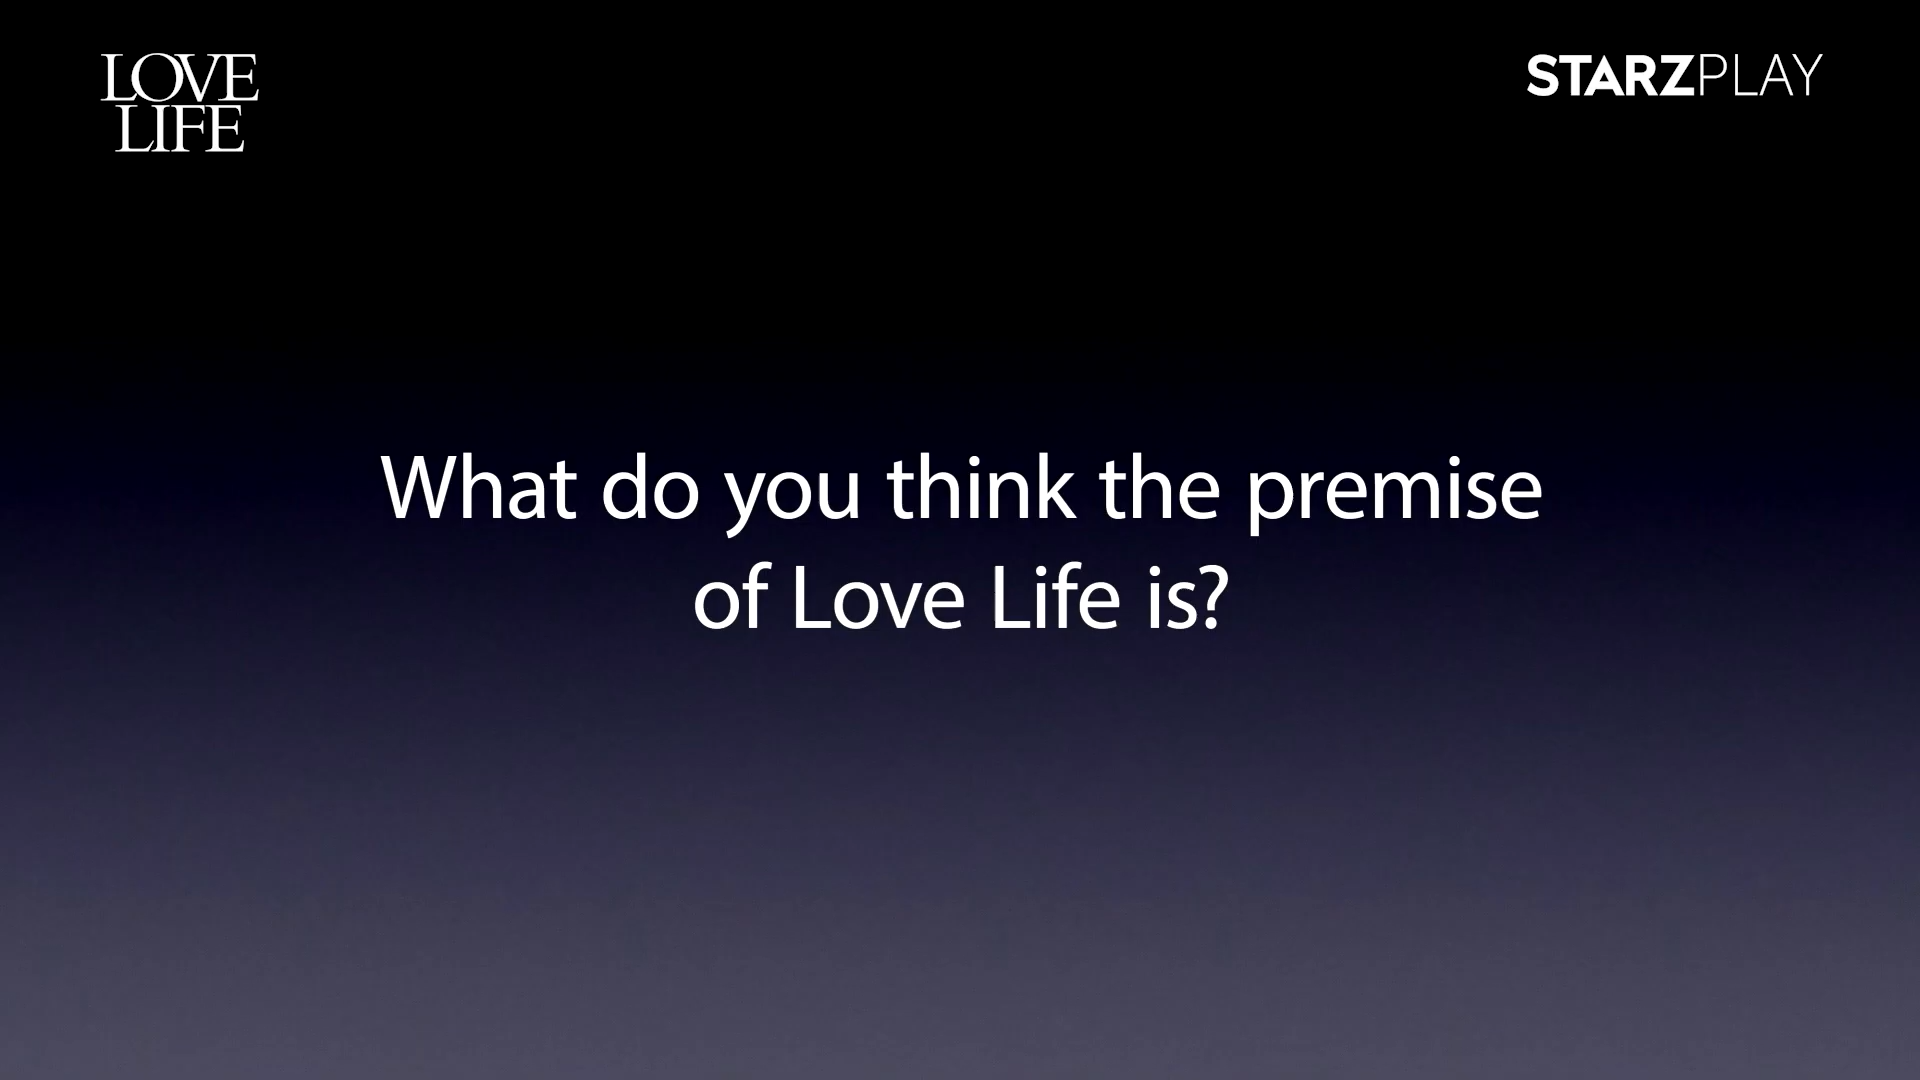 LOVE
LIFE
STARZPLAY
What do you think the premise
of Love Life is?